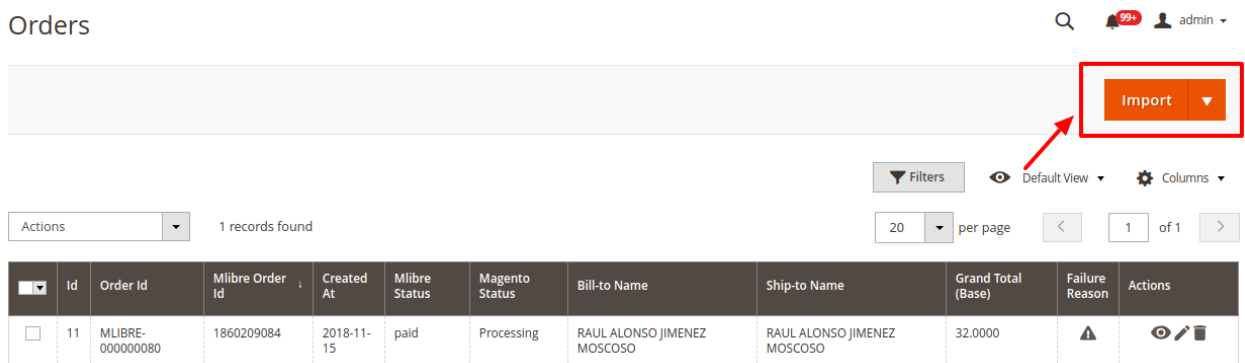 Orders
99+
admin
Import
Filters
Default View
Columns
Actions
1 records found
20
per page
1
of 1
Id
Order Id
Mlibre Order Id
Created At
Mlibre Status
Magento Status
Bill-to Name
Ship-to Name
Grand Total (Base)
Failure Reason
Actions
11
MLIBRE-
000000080
1860209084
2018-11-
15
paid
Processing
RAUL ALONSO JIMENEZ
MOSCOSO
RAUL ALONSO JIMENEZ
MOSCOSO
32.0000